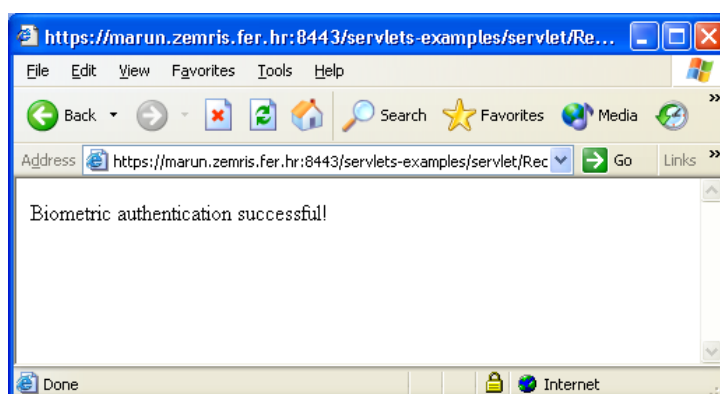 https://marun.zemris.fer.hr:8443/servlets-examples/servlet/Re...
File Edit View Favorites Tools Help
Back Search Favorites Media »
Address https://marun.zemris.fer.hr:8443/servlets-examples/servlet/Rec Go Links »
Biometric authentication successful!
Done Internet